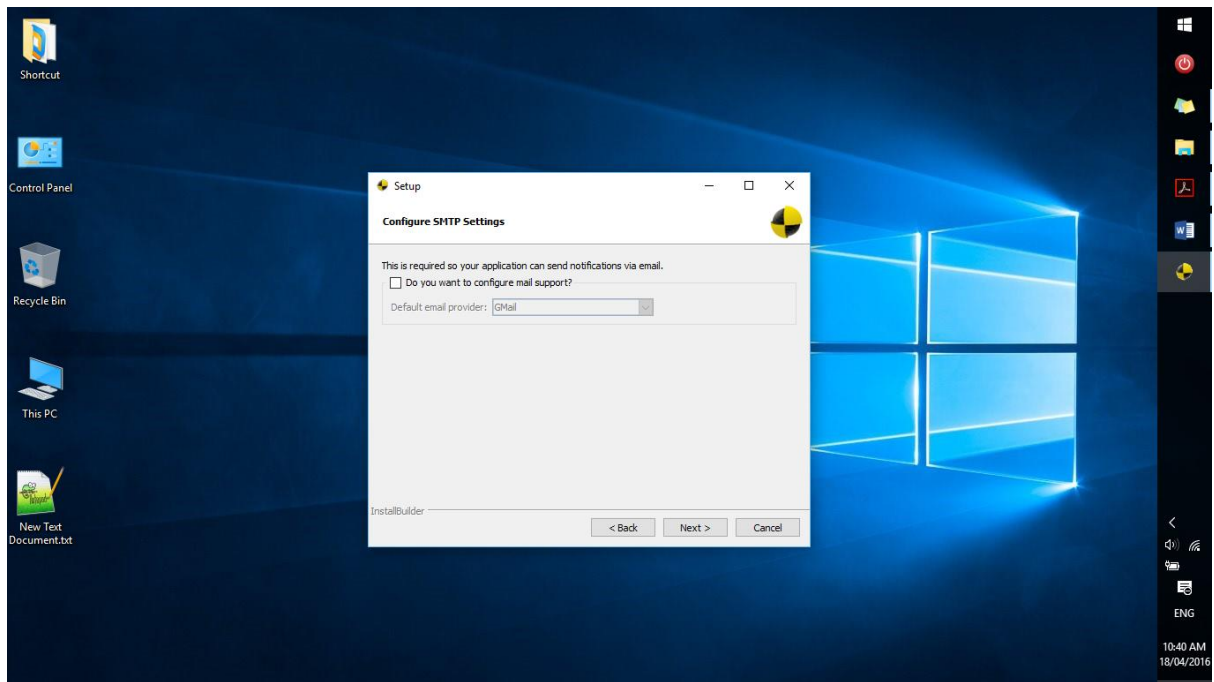 Shortcut
Control Panel
Recycle Bin
This PC
New Text
Document.txt
Setup
Configure SMTP Settings
This is required so your application can send notifications via email.
Do you want to configure mail support?
Default email provider: GMail
InstallBuilder
< Back Next > Cancel
ENG
10:40 AM
18/04/2016